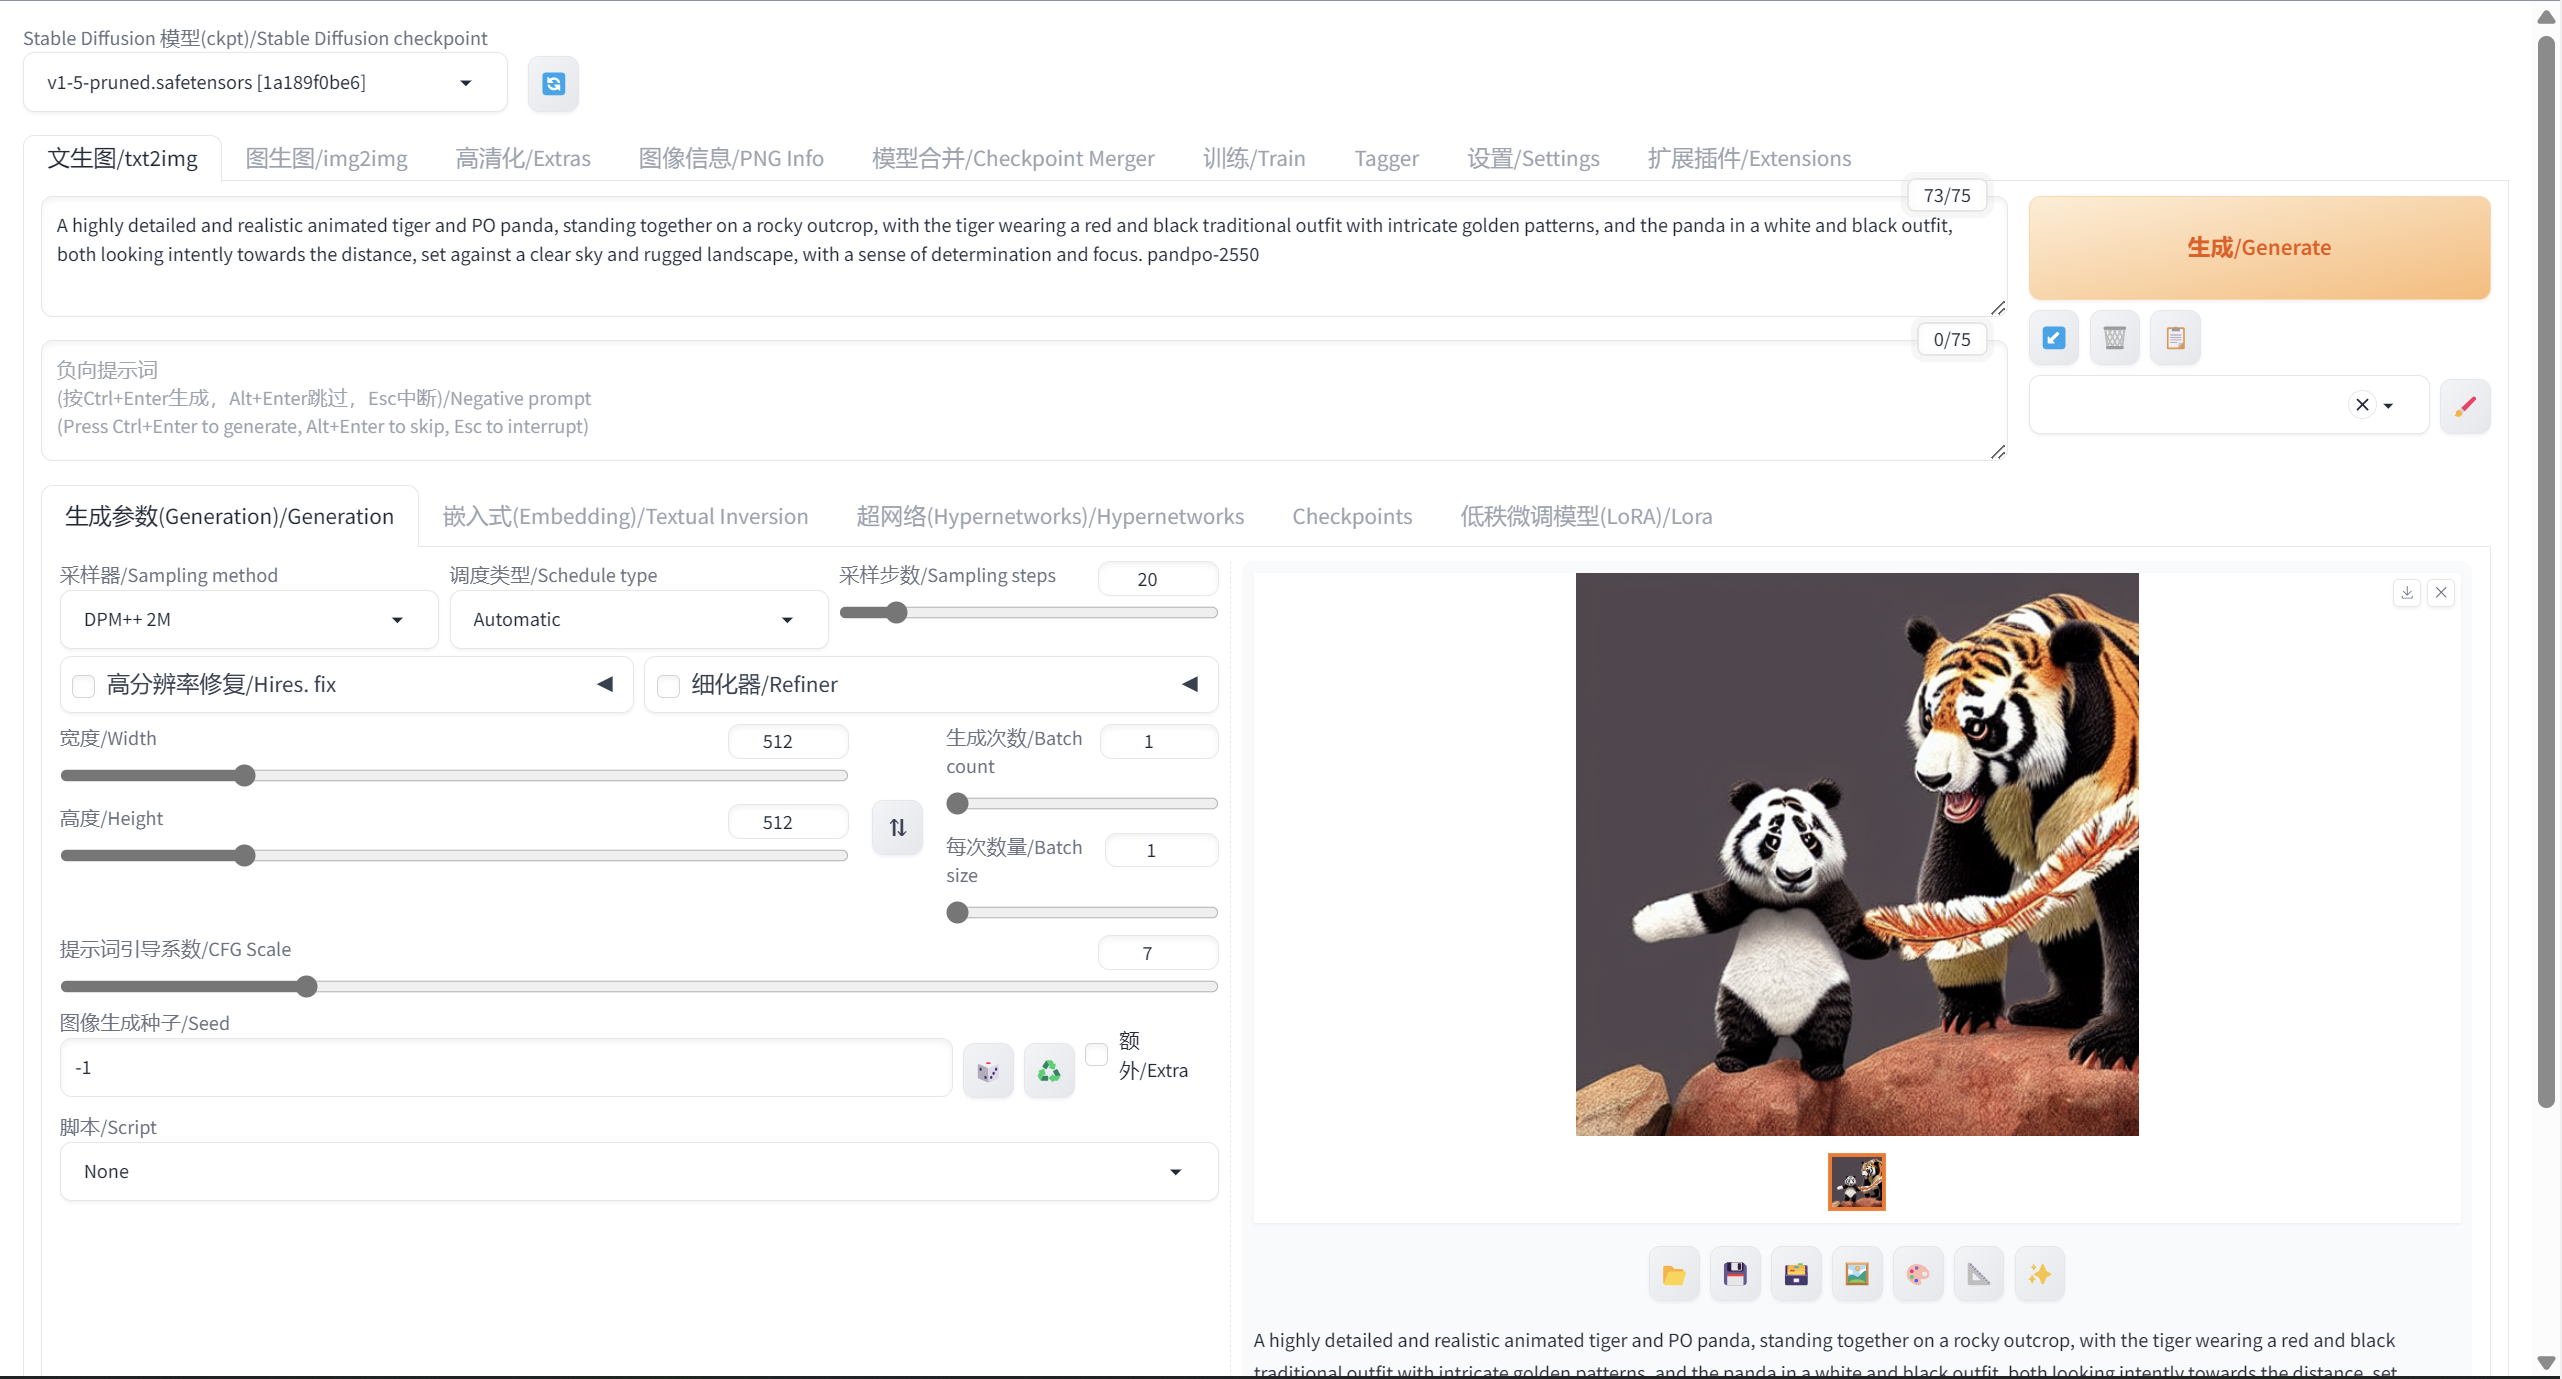 Stable Diffusion 模型(ckpt)/Stable Diffusion checkpoint
v1-5-pruned.safetensors [1a189f0be6]
文生图/txt2img 图生图/img2img 高清化/Extras 图像信息/PNG Info 模型合并/Checkpoint Merger 训练/Train Tagger 设置/Settings 扩展插件/Extensions
73/75
A highly detailed and realistic animated tiger and PO panda, standing together on a rocky outcrop, with the tiger wearing a red and black traditional outfit with intricate golden patterns, and the panda in a white and black outfit,
both looking intently towards the distance, set against a clear sky and rugged landscape, with a sense of determination and focus. pandpo-2550
生成/Generate
0/75
负向提示词
(按Ctrl+Enter生成，Alt+Enter跳过，Esc中断)/Negative prompt
(Press Ctrl+Enter to generate, Alt+Enter to skip, Esc to interrupt)
生成参数(Generation)/Generation 嵌入式(Embedding)/Textual Inversion 超网络(Hypernetworks)/Hypernetworks Checkpoints 低秩微调模型(LoRA)/Lora
采样器/Sampling method 调度类型/Schedule type 采样步数/Sampling steps 20
DPM++ 2M Automatic
高分辨率修复/Hires. fix 细化器/Refiner
宽度/Width 512
生成次数/Batch count 1
高度/Height 512
每次数量/Batch size 1
提示词引导系数/CFG Scale 7
图像生成种子/Seed
-1
额外/Extra
脚本/Script
None
A highly detailed and realistic animated tiger and PO panda, standing together on a rocky outcrop, with the tiger wearing a red and black
traditional outfit with intricate golden patterns, and the panda in a white and black outfit, both looking intently towards the distance, set